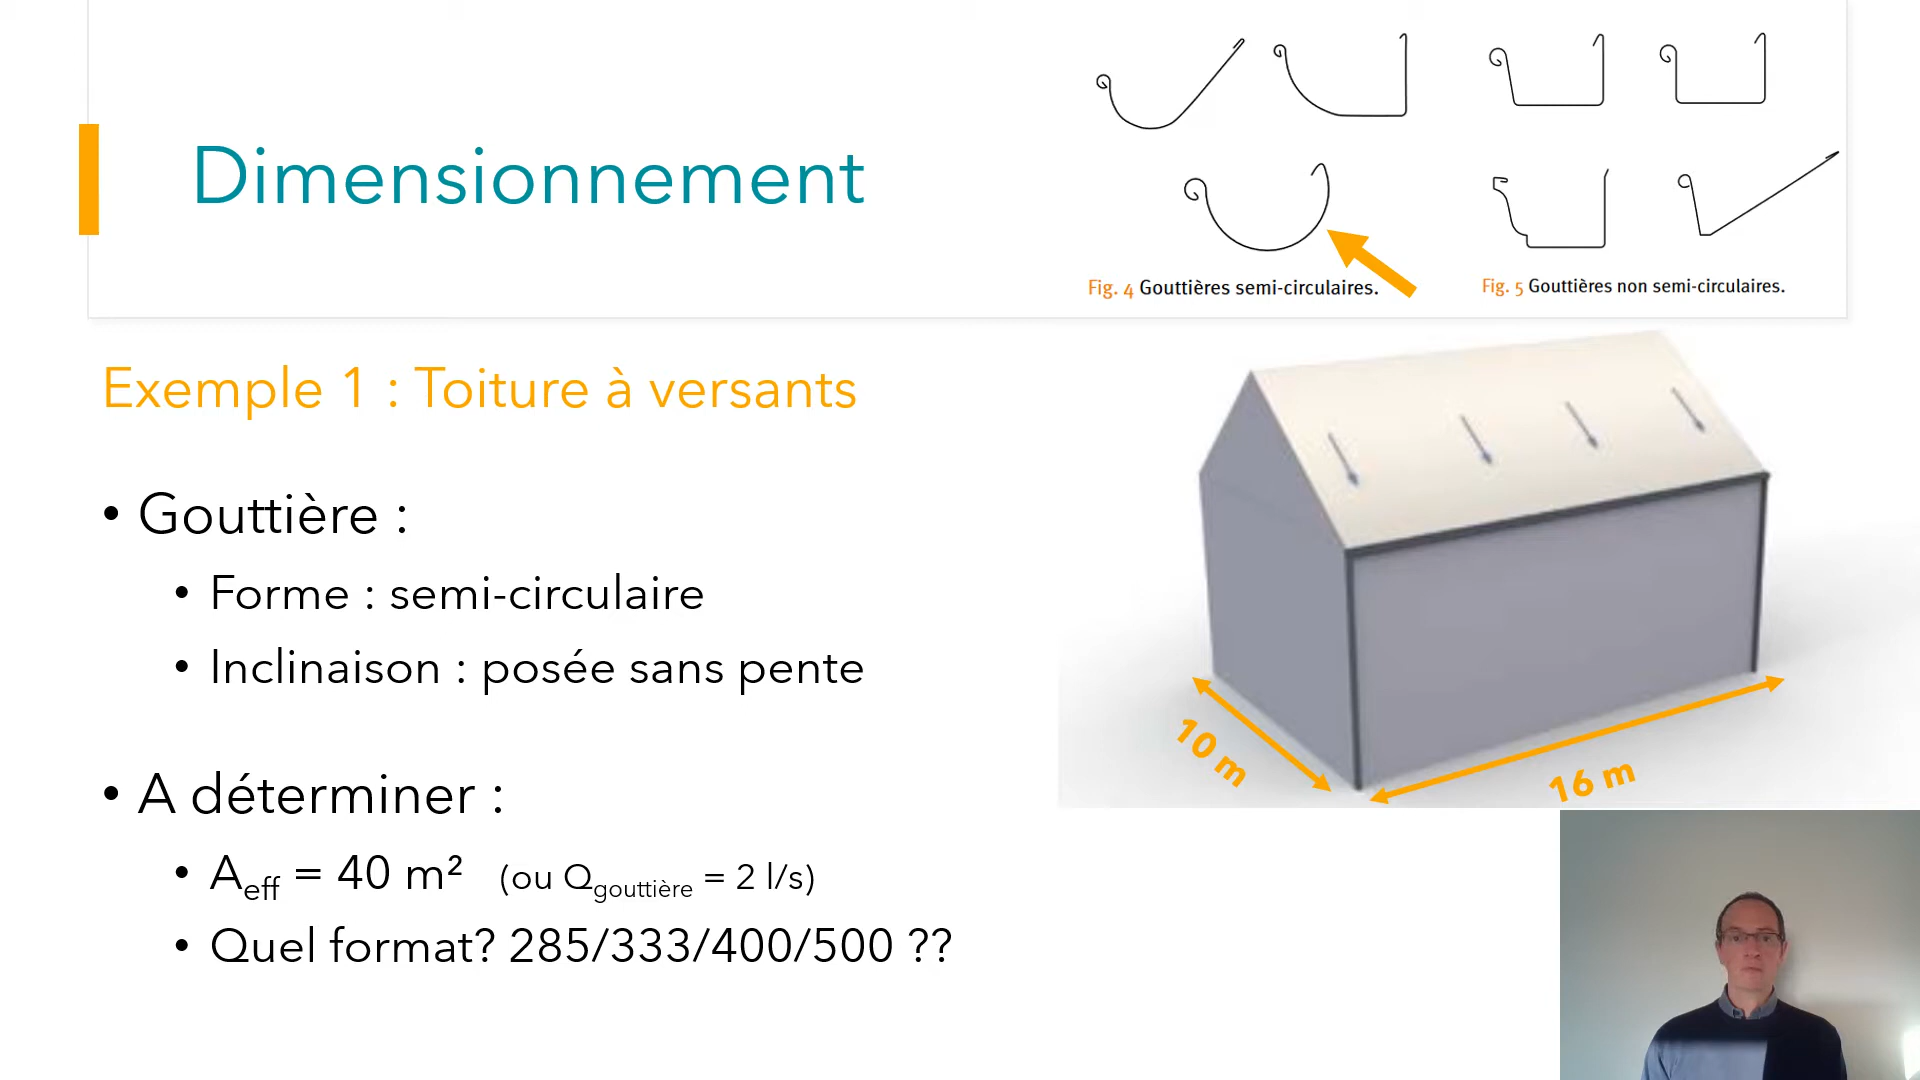 Dimensionnement
Fig. 4 Gouttières semi-circulaires.
Fig. 5 Gouttières non semi-circulaires.
Exemple 1 : Toiture à versants
• Gouttière :
• Forme : semi-circulaire
• Inclinaison : posée sans pente
• A déterminer :
• Aeff = 40 m² (ou Qgouttière = 2 l/s)
• Quel format? 285/333/400/500 ??
10 m
16 m